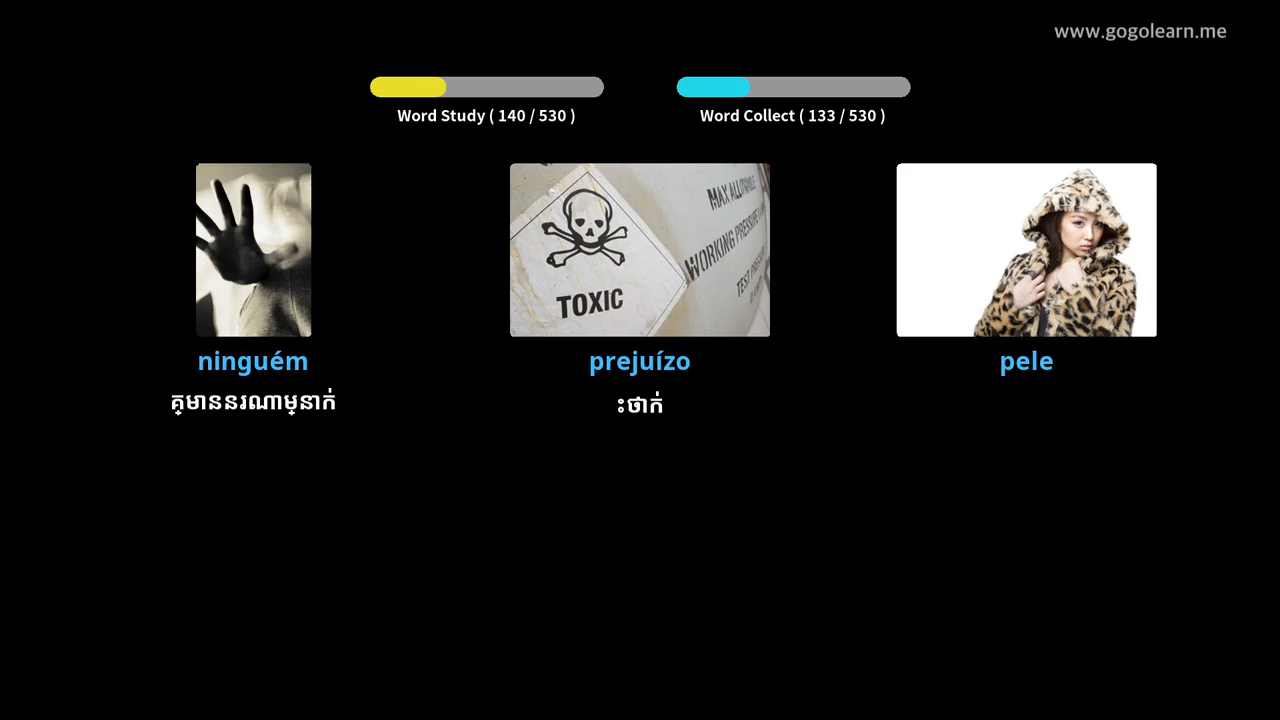 www.gogolearn.me
Word Study ( 140 / 530 )
Word Collect ( 133 / 530 )
TOXIC
MAX ALLOWABLE
WORKING PRESSURE
TEST PRESSURE
ninguém
prejuízo
pele
គ្មាននរណាម្នាក់
ះថាក់